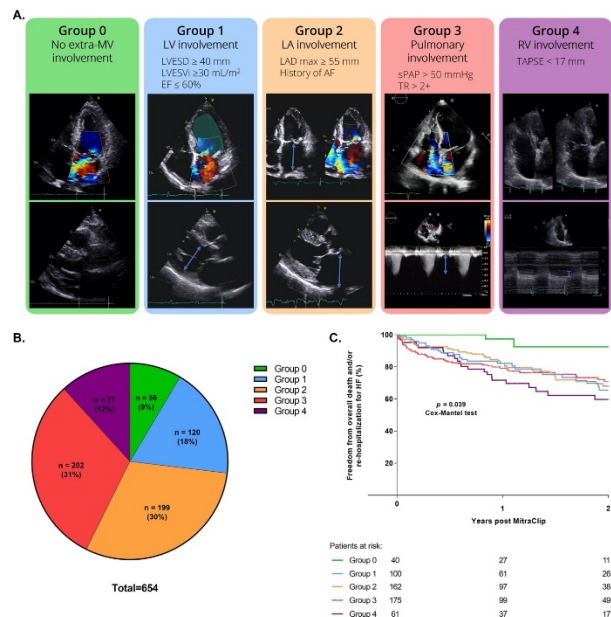 A.
Group 0
No extra-MV
involvement
Group 1
LV involvement
LVESD ≥ 40 mm
LVESVi ≥30 mL/m²
EF ≤ 60%
Group 2
LA involvement
LAD max ≥ 55 mm
History of AF
Group 3
Pulmonary
involvement
sPAP > 50 mmHg
TR > 2+
Group 4
RV involvement
TAPSE < 17 mm
B.
Group 0
Group 1
Group 2
Group 3
Group 4
n = 56
(9%)
n = 120
(18%)
n = 199
(30%)
n = 202
(31%)
n = 77
(12%)
Total=654
C.
Freedom from overall death and/or
re-hospitalization for HF (%)
100
80
60
40
20
p = 0.039
Cox-Mantel test
0 1 2
Years post MitraClip
Patients at risk:
Group 0 40 27 11
Group 1 100 61 26
Group 2 162 97 38
Group 3 175 99 49
Group 4 61 37 17